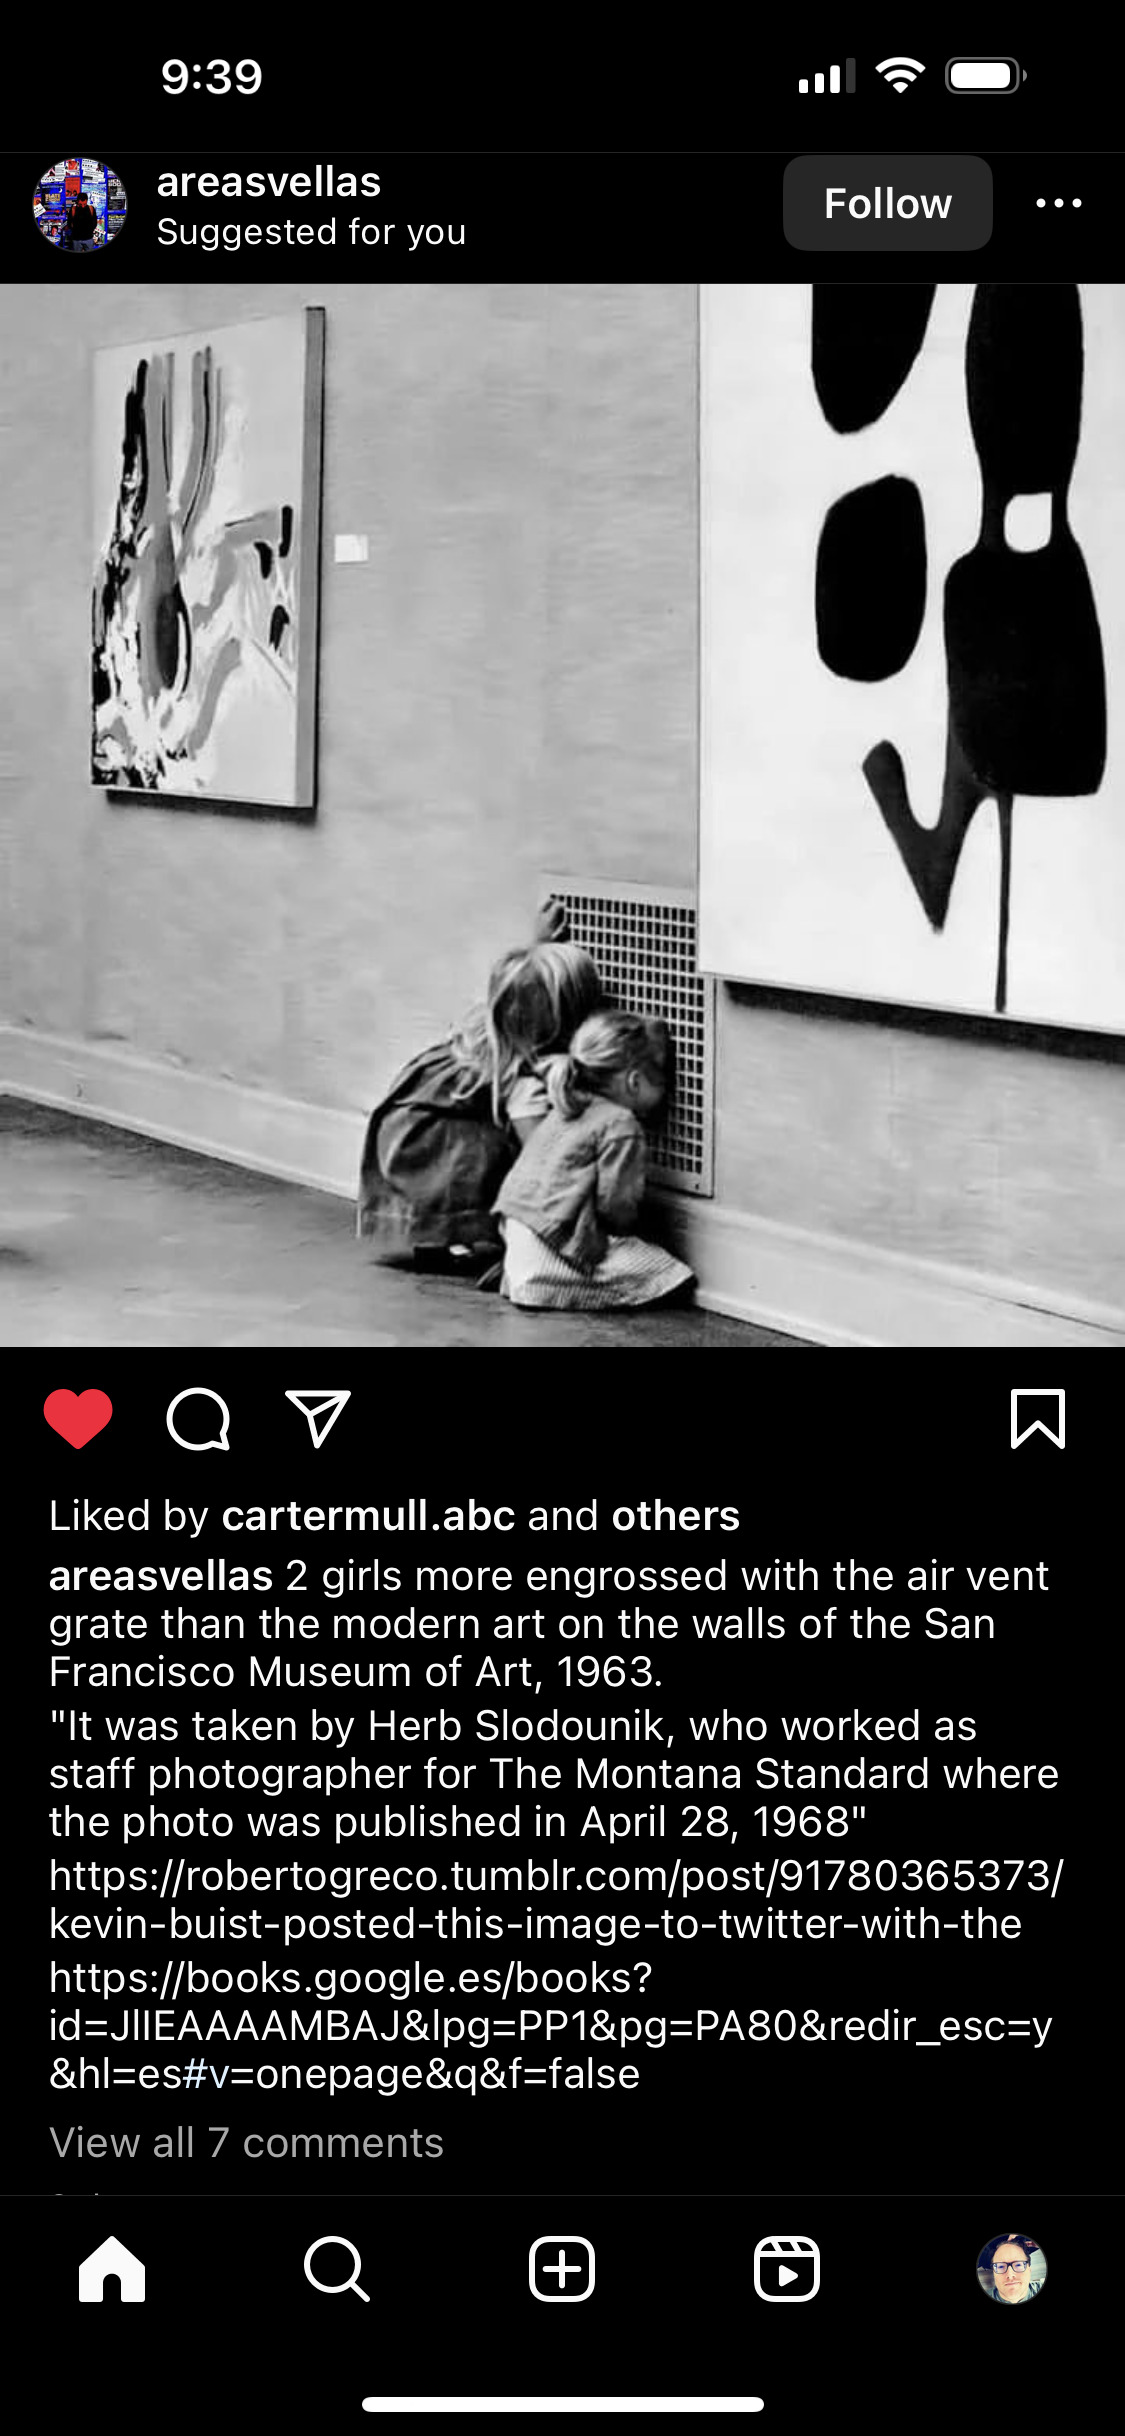 9:39
areasvellas
Suggested for you
Follow
Liked by cartermull.abc and others
areasvellas 2 girls more engrossed with the air vent
grate than the modern art on the walls of the San
Francisco Museum of Art, 1963.
"It was taken by Herb Slodounik, who worked as
staff photographer for The Montana Standard where
the photo was published in April 28, 1968"
https://robertogreco.tumblr.com/post/91780365373/
kevin-buist-posted-this-image-to-twitter-with-the
https://books.google.es/books?
id=JlIEAAAAMBAJ&lpg=PP1&pg=PA80&redir_esc=y
&hl=es#v=onepage&q&f=false
View all 7 comments